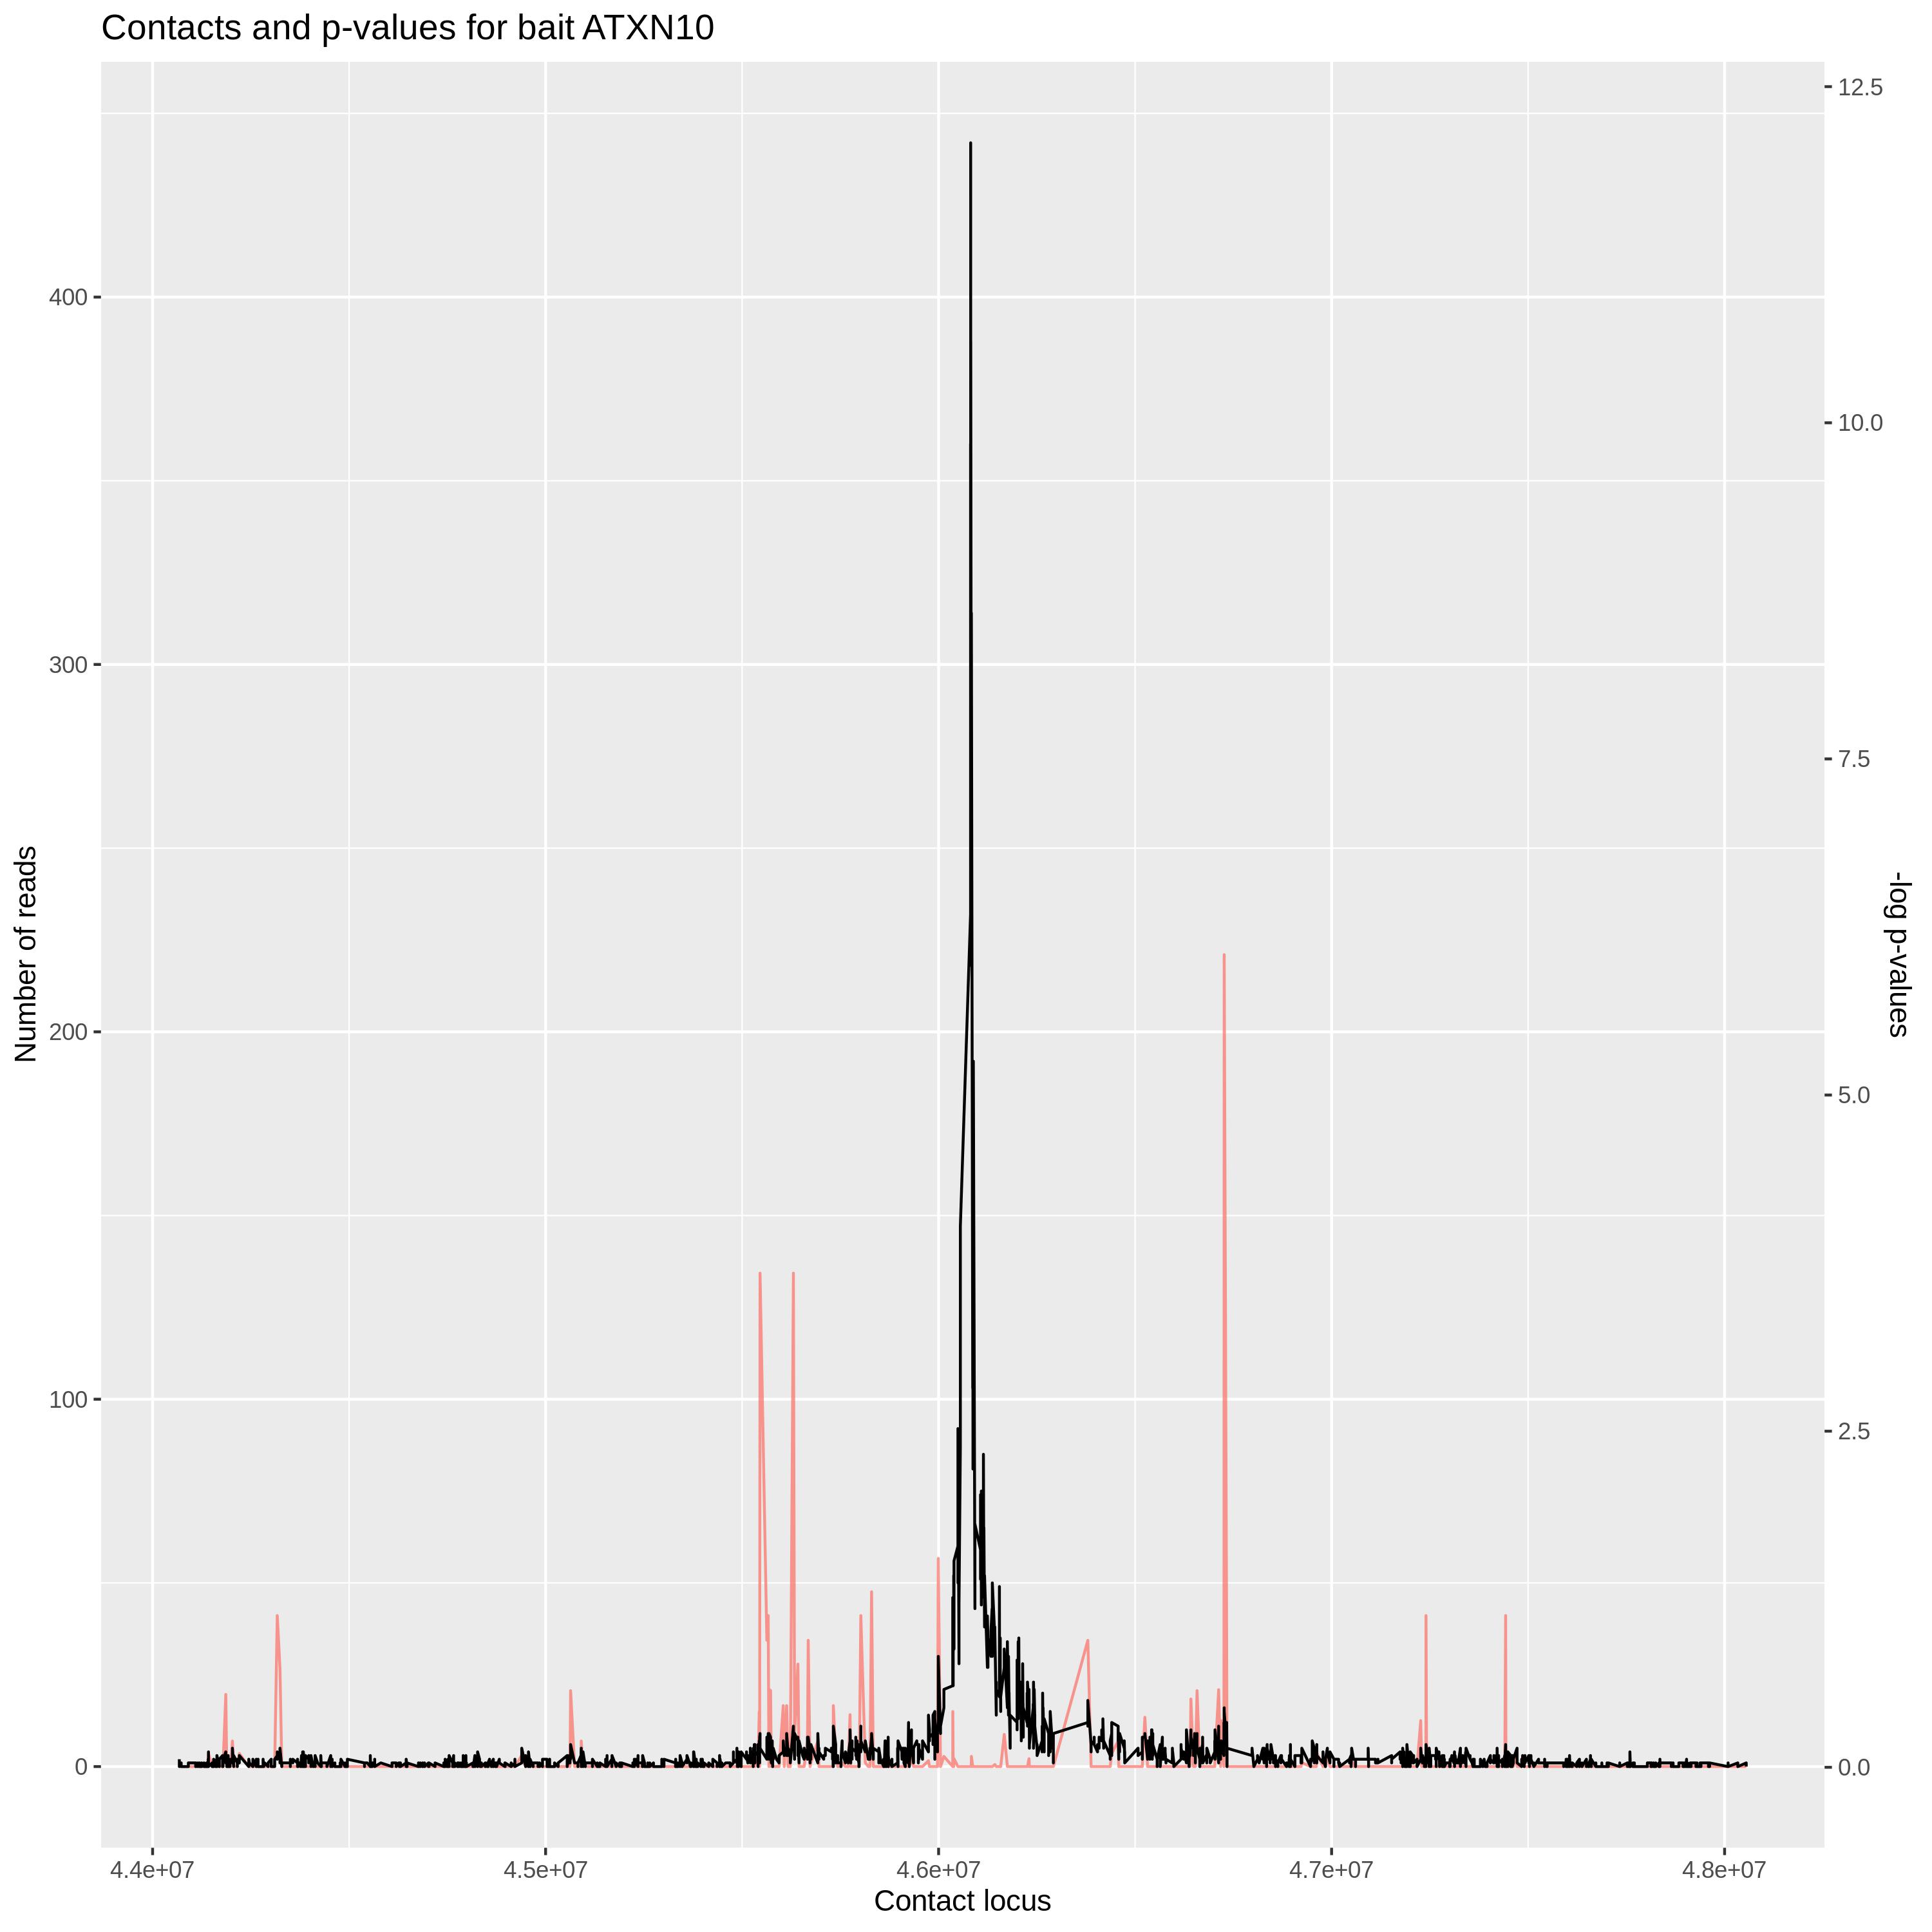 Contacts and p-values for bait ATXN10
12.5
10.0
7.5
5.0
2.5
0.0
-log p-values
400
300
200
100
0
Number of reads
4.4e+07 4.5e+07 4.6e+07 4.7e+07 4.8e+07
Contact locus